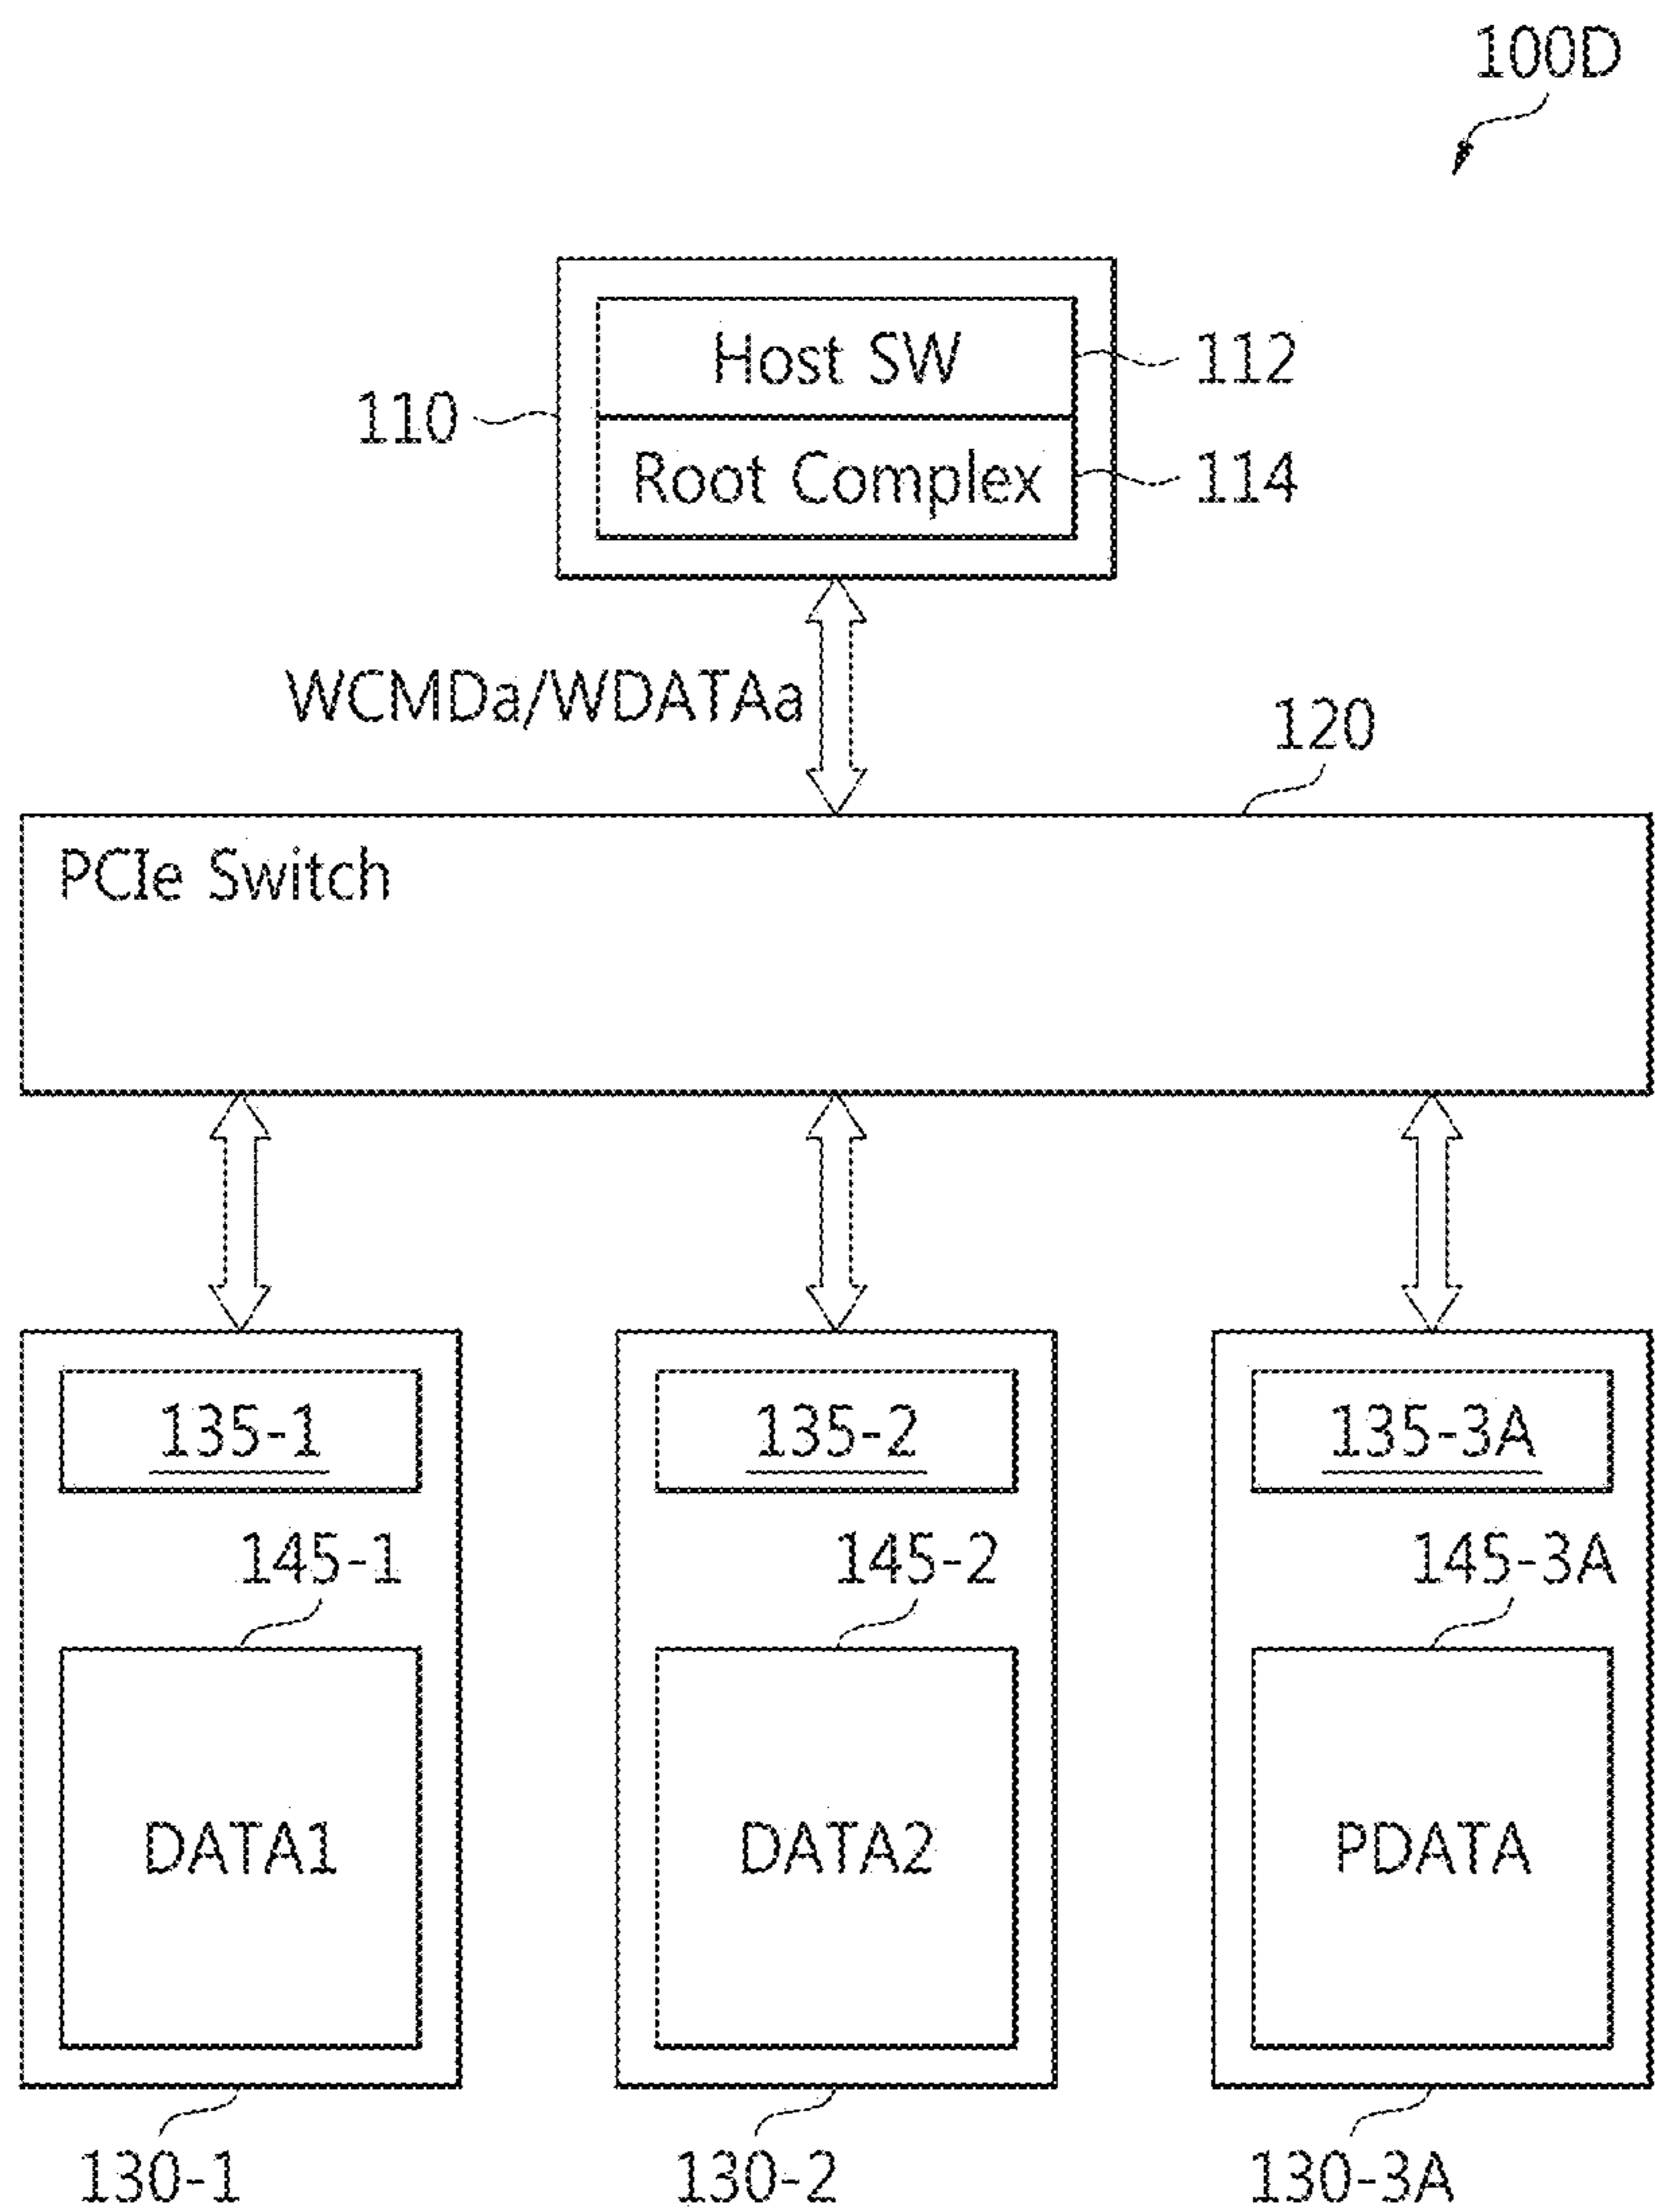 100D
Host SW
112
110
Root Complex
114
WCMDa/WDATAa
120
PCIe Switch
135-1
135-2
135-3A
145-1
145-2
145-3A
DATA1
DATA2
PDATA
130-1
130-2
130-3A